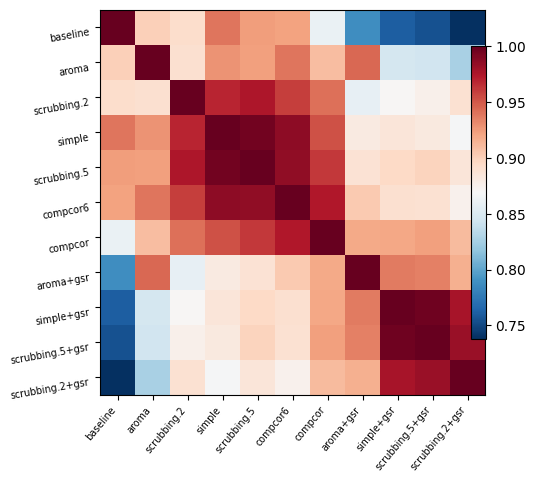 baseline
aroma
scrubbing.2
simple
scrubbing.5
compcor6
compcor
aroma+gsr
simple+gsr
scrubbing.5+gsr
scrubbing.2+gsr
1.00
0.95
0.90
0.85
0.80
0.75
baseline
aroma
scrubbing.2
simple
scrubbing.5
compcor6
compcor
aroma+gsr
simple+gsr
scrubbing.5+gsr
scrubbing.2+gsr